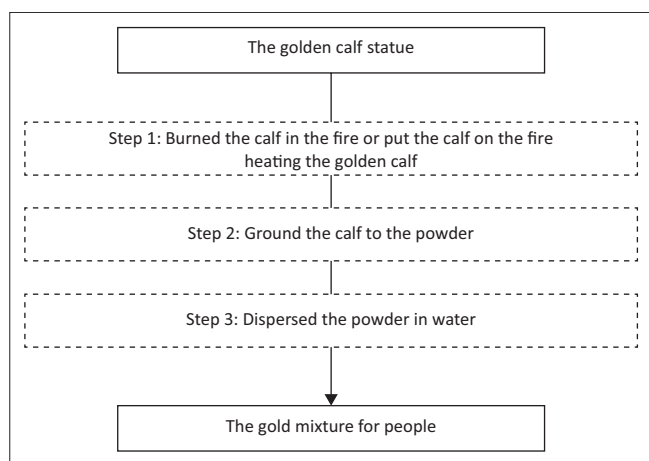 The golden calf statue
Step 1: Burned the calf in the fire or put the calf on the fire
heating the golden calf
Step 2: Ground the calf to the powder
Step 3: Dispersed the powder in water
The gold mixture for people